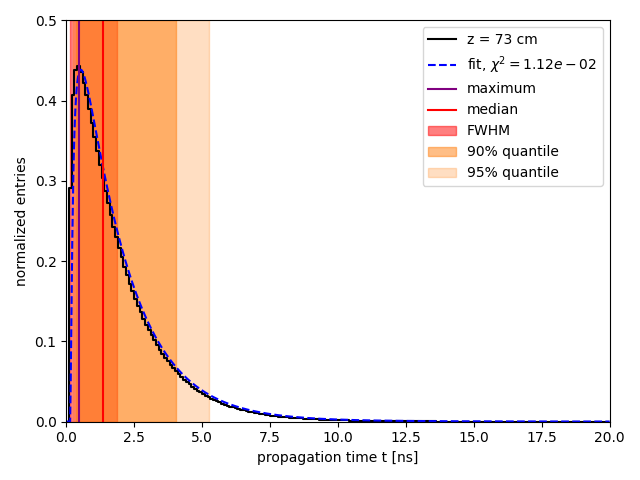 0.5
0.4
0.3
0.2
0.1
0.0
normalized entries
z = 73 cm
fit, χ² = 1.12e − 02
maximum
median
FWHM
90% quantile
95% quantile
0.0 2.5 5.0 7.5 10.0 12.5 15.0 17.5 20.0
propagation time t [ns]